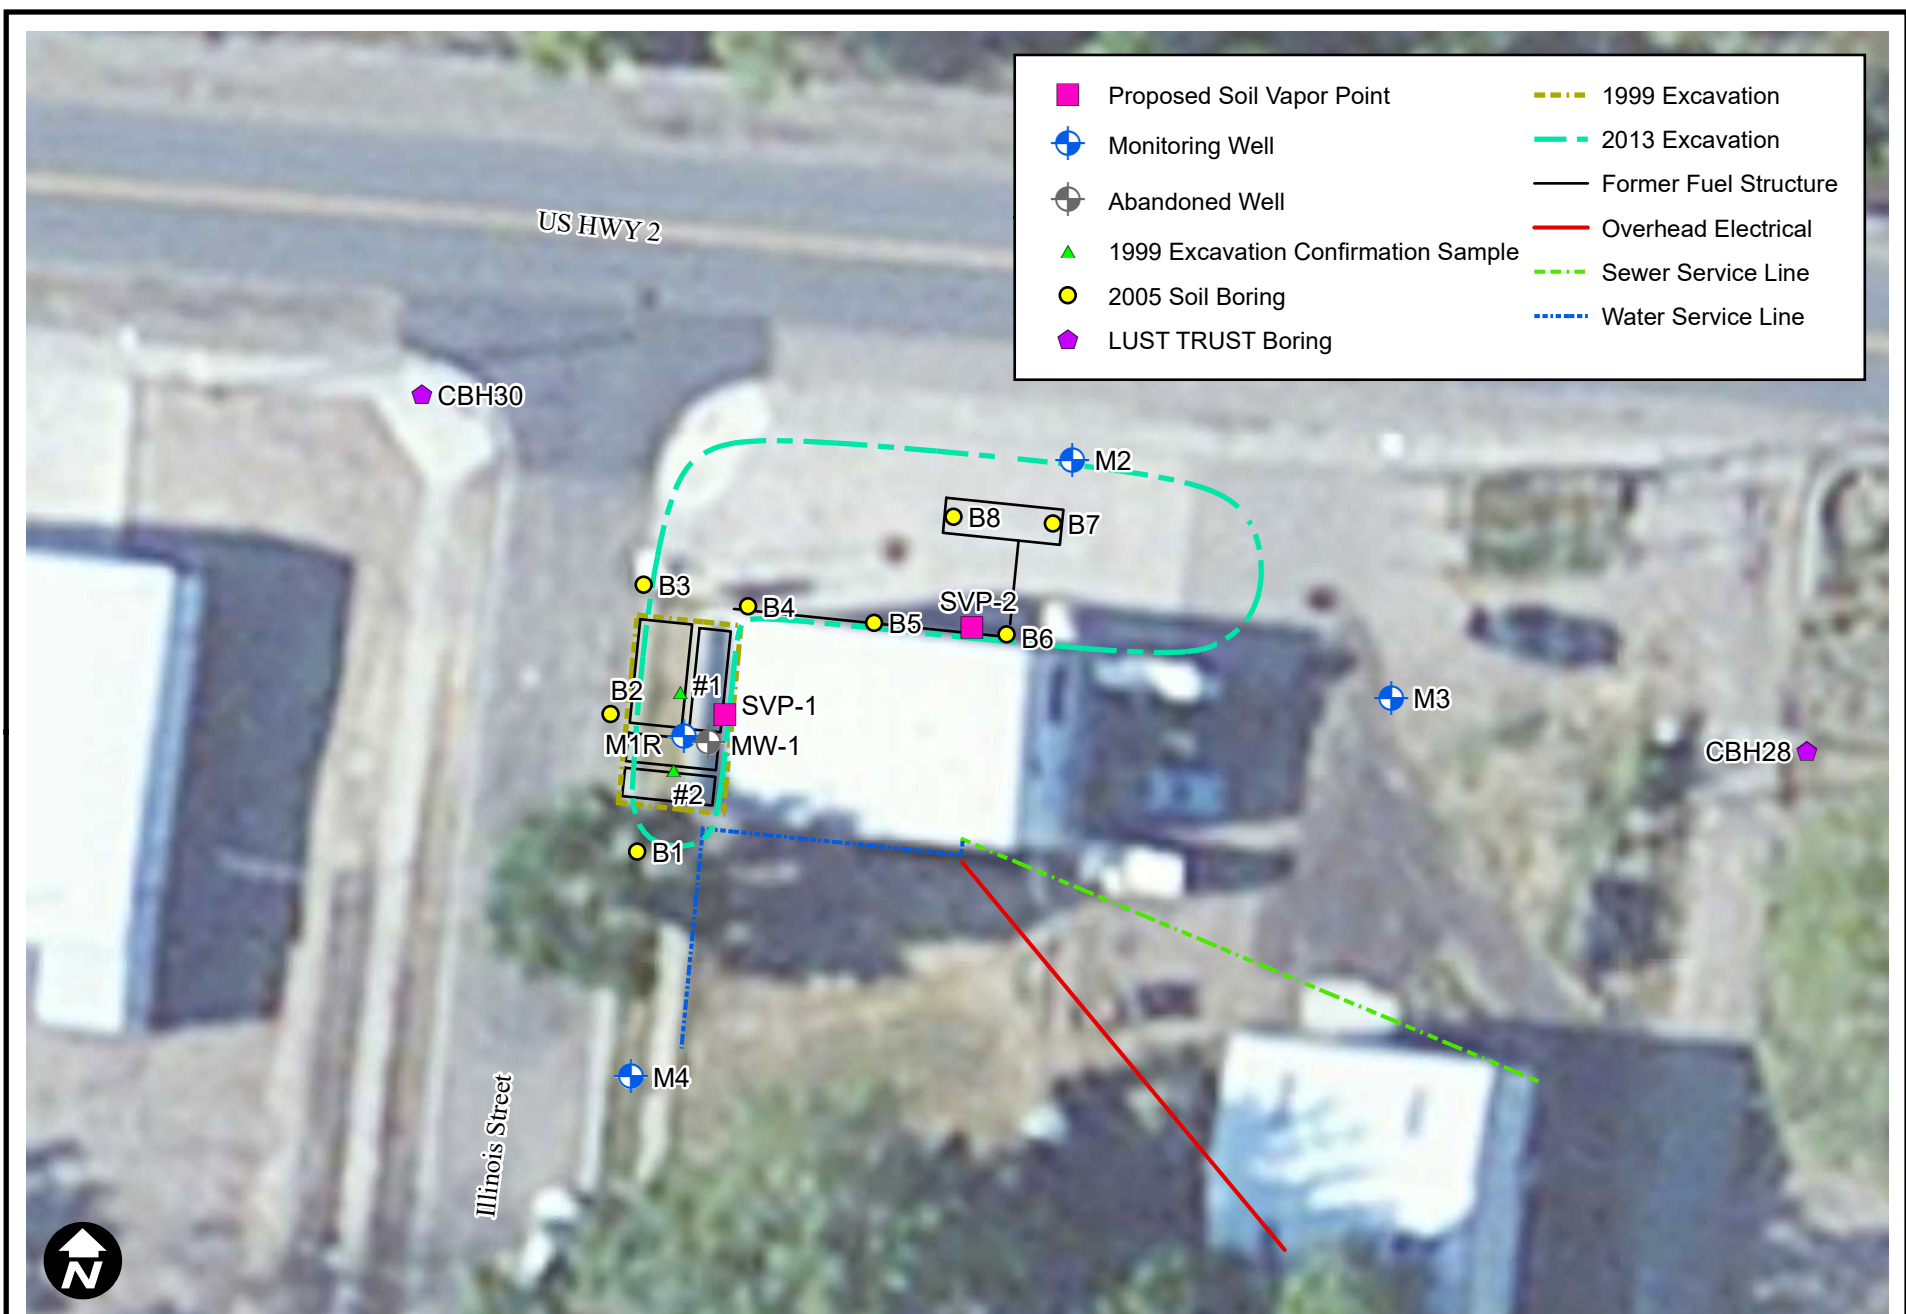 Proposed Soil Vapor Point
Monitoring Well
Abandoned Well
1999 Excavation Confirmation Sample
2005 Soil Boring
LUST TRUST Boring
1999 Excavation
2013 Excavation
Former Fuel Structure
Overhead Electrical
Sewer Service Line
Water Service Line
US HWY 2
CBH30
M2
B8
B7
B3
B4
SVP-2
B5
B6
B2
#1
SVP-1
M3
M1R
MW-1
CBH28
#2
B1
M4
Illinois Street
N